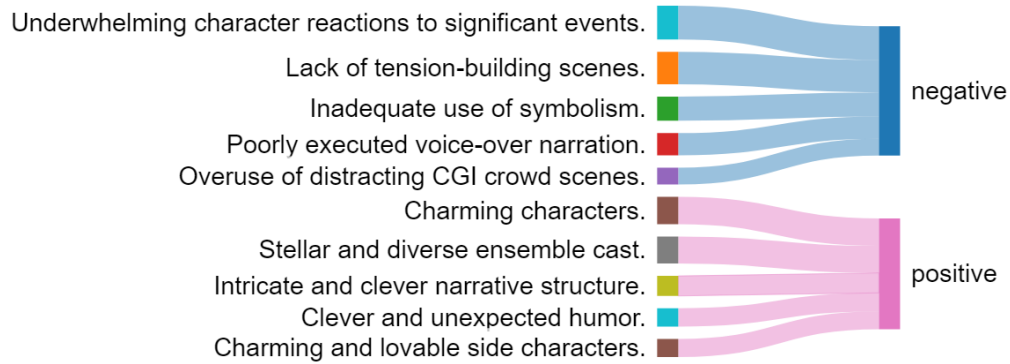 Underwhelming character reactions to significant events.
Lack of tension-building scenes.
negative
Inadequate use of symbolism.
Poorly executed voice-over narration.
Overuse of distracting CGI crowd scenes.
Charming characters.
Stellar and diverse ensemble cast.
positive
Intricate and clever narrative structure.
Clever and unexpected humor.
Charming and lovable side characters.